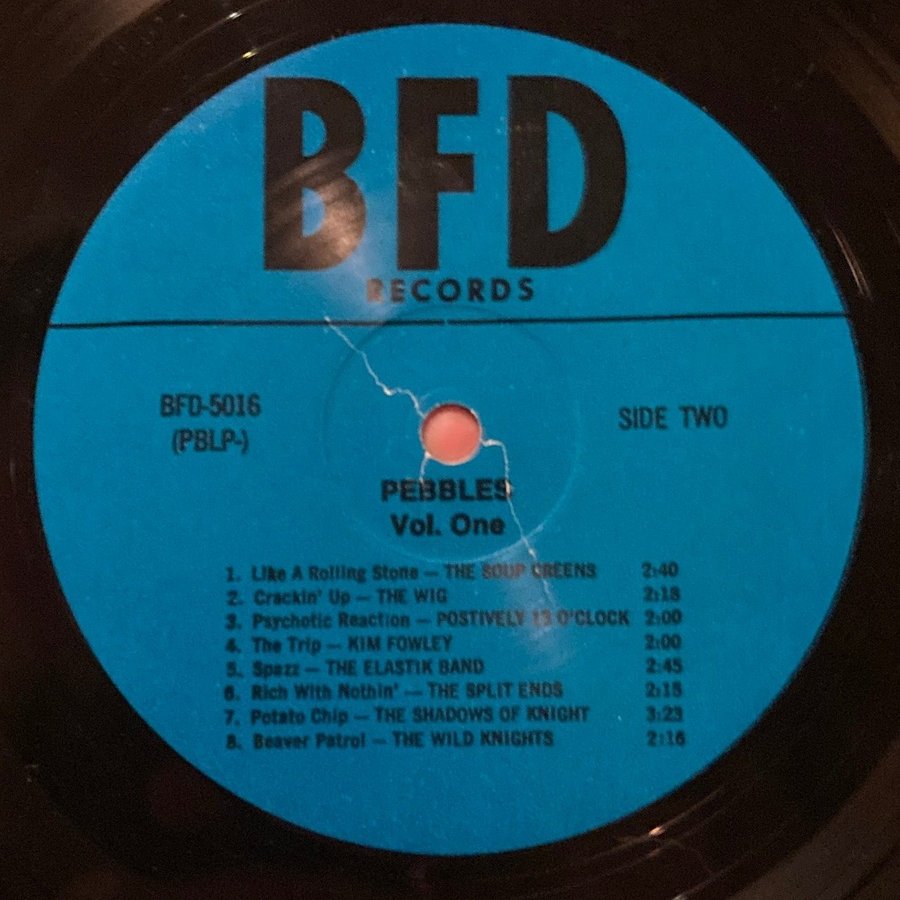 BFD
RECORDS
BFD-5016
(PBLP-)
SIDE TWO
PEBBLES
Vol. One
1. Like A Rolling Stone — THE SOUP GREENS 2:40
2. Crackin' Up — THE WIG 2:18
3. Psychotic Reaction — POSTIVELY 13 O'CLOCK 2:00
4. The Trip — KIM FOWLEY 2:00
5. Spazz — THE ELASTIK BAND 2:45
6. Rich With Nothin' — THE SPLIT ENDS 2:15
7. Potato Chip — THE SHADOWS OF KNIGHT 3:23
8. Beaver Patrol — THE WILD KNIGHTS 2:16